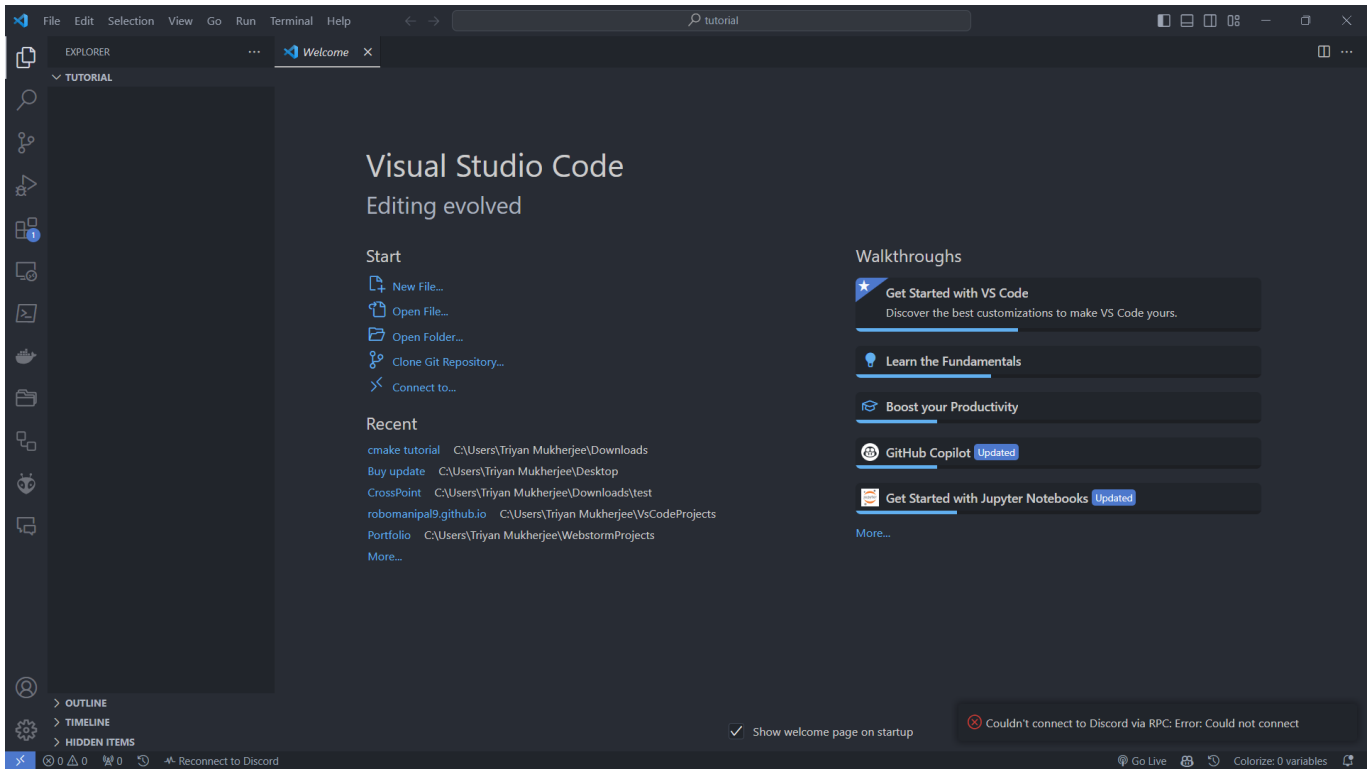 File Edit Selection View Go Run Terminal Help
tutorial
EXPLORER
Welcome
TUTORIAL
1
Visual Studio Code
Editing evolved
Start
New File...
Open File...
Open Folder...
Clone Git Repository...
Connect to...
Recent
cmake tutorial C:\Users\Triyan Mukherjee\Downloads
Buy update C:\Users\Triyan Mukherjee\Desktop
CrossPoint C:\Users\Triyan Mukherjee\Downloads\test
robomanipal9.github.io C:\Users\Triyan Mukherjee\VsCodeProjects
Portfolio C:\Users\Triyan Mukherjee\WebstormProjects
More...
Walkthroughs
Get Started with VS Code
Discover the best customizations to make VS Code yours.
Learn the Fundamentals
Boost your Productivity
GitHub Copilot Updated
Get Started with Jupyter Notebooks Updated
More...
OUTLINE
TIMELINE
HIDDEN ITEMS
Show welcome page on startup
Couldn't connect to Discord via RPC: Error: Could not connect
0 0 0 Reconnect to Discord
Go Live Colorize: 0 variables